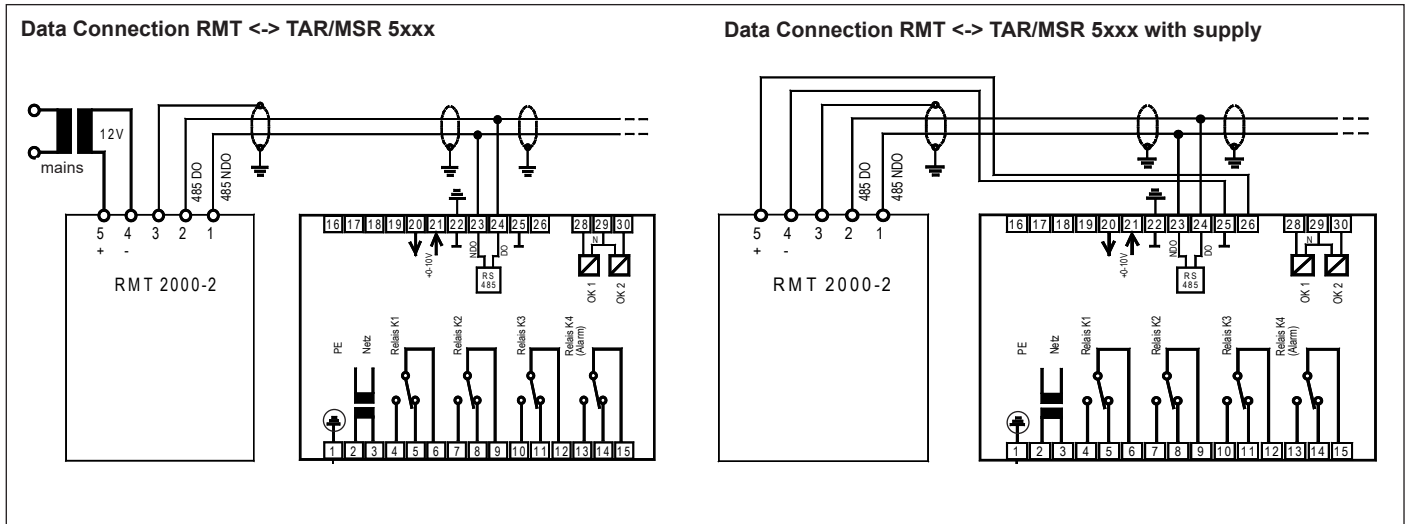 Data Connection RMT <-> TAR/MSR 5xxx
12V
mains
485 DO
485 NDO
5 4 3 2 1
+ -
RMT 2000-2
16 17 18 19 20 21 22 23 24 25 26 28 29 30
+0-10V
NDO
DO
RS
485
N
OK 1
OK 2
PE
Netz
Relais K1
Relais K2
Relais K3
Relais K4
(Alarm)
1 2 3 4 5 6 7 8 9 10 11 12 13 14 15
Data Connection RMT <-> TAR/MSR 5xxx with supply
485 DO
485 NDO
5 4 3 2 1
+ -
RMT 2000-2
16 17 18 19 20 21 22 23 24 25 26 28 29 30
+0-10V
NDO
DO
RS
485
N
OK 1
OK 2
PE
Netz
Relais K1
Relais K2
Relais K3
Relais K4
(Alarm)
1 2 3 4 5 6 7 8 9 10 11 12 13 14 15